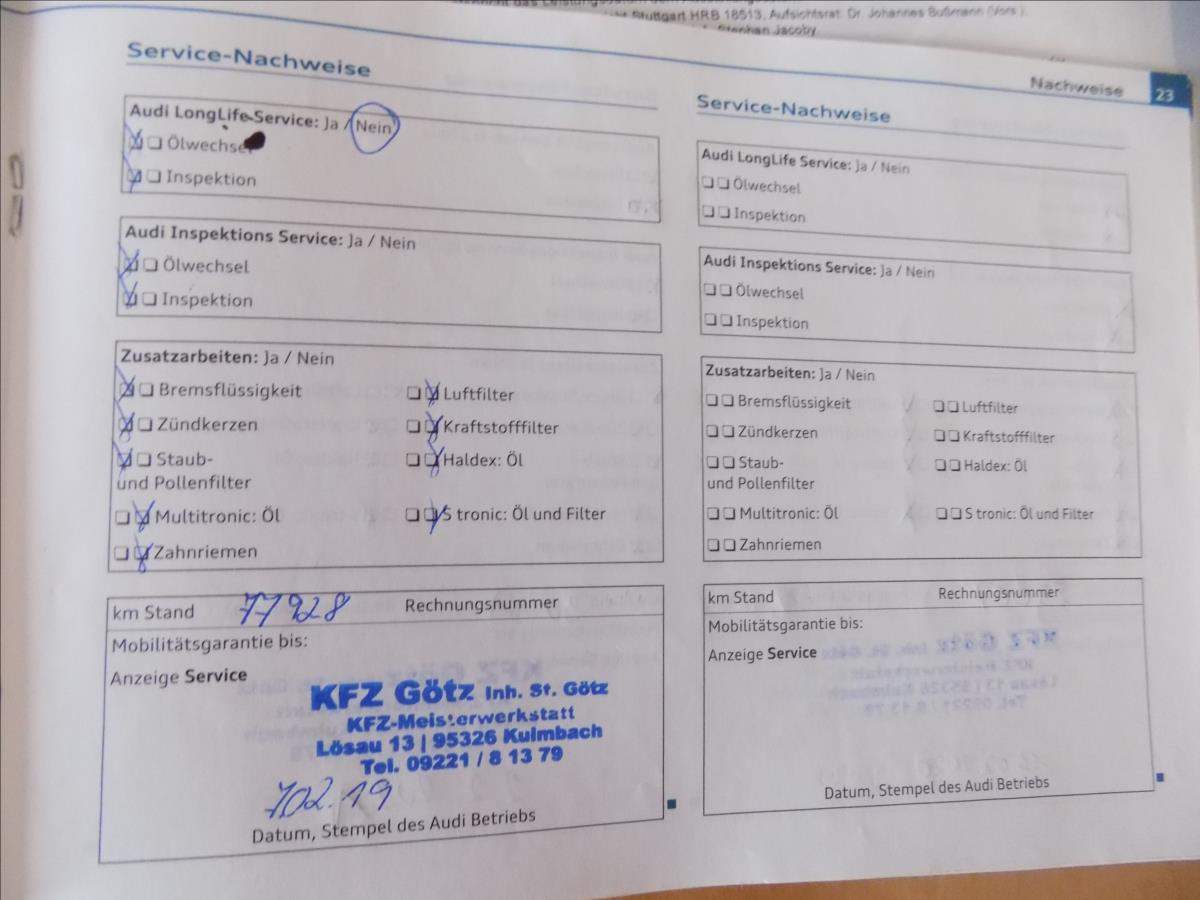 Stuttgart HRB 18513, Aufsichtsrat: Dr. Johannes Bußmann (Vors.).
Stephan Jacoby
Nachweise 23
Service-Nachweise
Audi LongLife-Service: Ja / Nein
Ölwechsel
Inspektion
Audi Inspektions Service: Ja / Nein
Ölwechsel
Inspektion
Zusatzarbeiten: Ja / Nein
Bremsflüssigkeit Luftfilter
Zündkerzen Kraftstofffilter
Staub- Haldex: Öl
und Pollenfilter
Multitronic: Öl S tronic: Öl und Filter
Zahnriemen
km Stand 77928 Rechnungsnummer
Mobilitätsgarantie bis:
Anzeige Service
KFZ Götz Inh. St. Götz
KFZ-Meisterwerkstatt
Lösau 13 | 95326 Kulmbach
Tel. 09221 / 8 13 79
702.19
Datum, Stempel des Audi Betriebs
Service-Nachweise
Audi LongLife Service: Ja / Nein
Ölwechsel
Inspektion
Audi Inspektions Service: Ja / Nein
Ölwechsel
Inspektion
Zusatzarbeiten: Ja / Nein
Bremsflüssigkeit Luftfilter
Zündkerzen Kraftstofffilter
Staub- Haldex: Öl
und Pollenfilter
Multitronic: Öl S tronic: Öl und Filter
Zahnriemen
km Stand Rechnungsnummer
Mobilitätsgarantie bis:
Anzeige Service
Datum, Stempel des Audi Betriebs